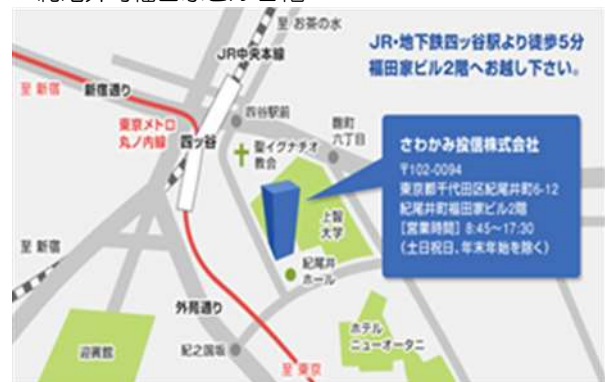 至 お茶の水
JR中央本線
JR・地下鉄四ッ谷駅より徒歩5分
福田家ビル2階へお越し下さい。
至 新宿
新宿通り
東京メトロ
丸ノ内線
四ッ谷
四谷駅前
麹町
六丁目
聖イグナチオ
教会
さわかみ投信株式会社
〒102-0094
東京都千代田区紀尾井町6-12
紀尾井町福田家ビル2階
[営業時間] 8:45〜17:30
(土日祝日、年末年始を除く)
上智
大学
至 新宿
紀尾井
ホール
外苑通り
ホテル
ニューオータニ
迎賓館
紀之国坂
至 東京